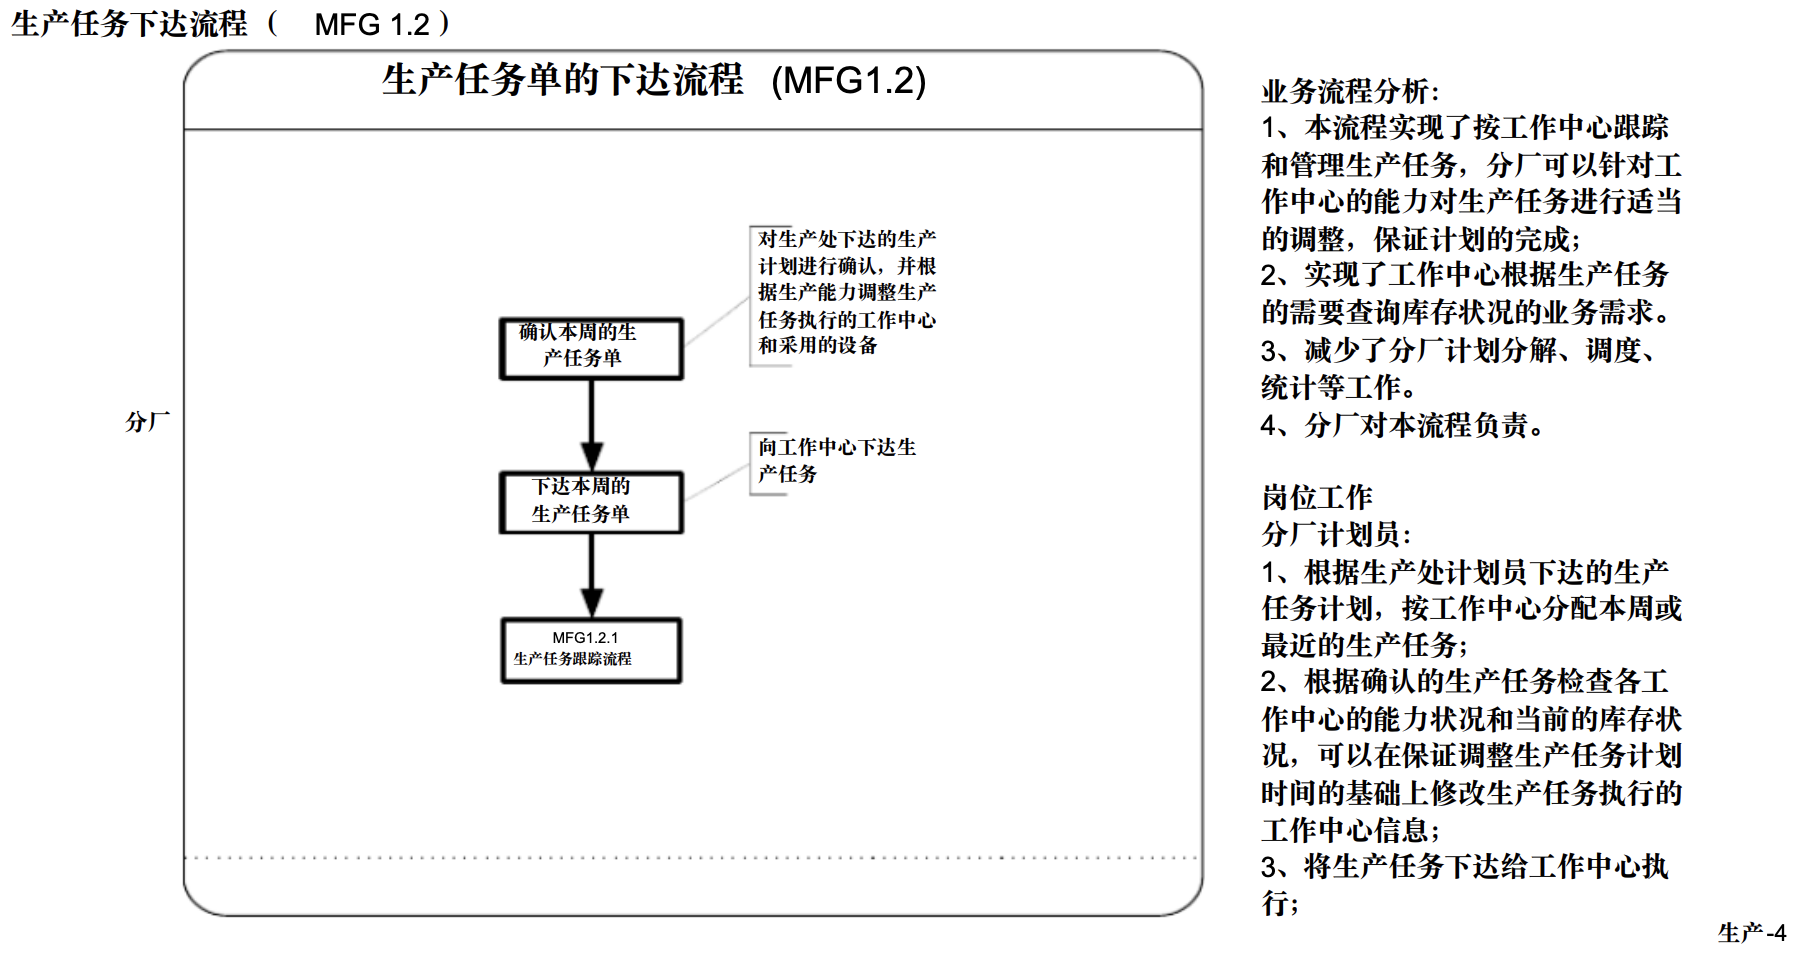 生产任务下达流程（ MFG 1.2）
生产任务单的下达流程 (MFG1.2)
对生产处下达的生产
计划进行确认，并根
据生产能力调整生产
任务执行的工作中心
和采用的设备
确认本周的生
产任务单
分厂
向工作中心下达生
产任务
下达本周的
生产任务单
MFG1.2.1
生产任务跟踪流程
业务流程分析：
1、本流程实现了按工作中心跟踪
和管理生产任务，分厂可以针对工
作中心的能力对生产任务进行适当
的调整，保证计划的完成；
2、实现了工作中心根据生产任务
的需要查询库存状况的业务需求。
3、减少了分厂计划分解、调度、
统计等工作。
4、分厂对本流程负责。
岗位工作
分厂计划员：
1、根据生产处计划员下达的生产
任务计划，按工作中心分配本周或
最近的生产任务；
2、根据确认的生产任务检查各工
作中心的能力状况和当前的库存状
况，可以在保证调整生产任务计划
时间的基础上修改生产任务执行的
工作中心信息；
3、将生产任务下达给工作中心执
行；
生产-4